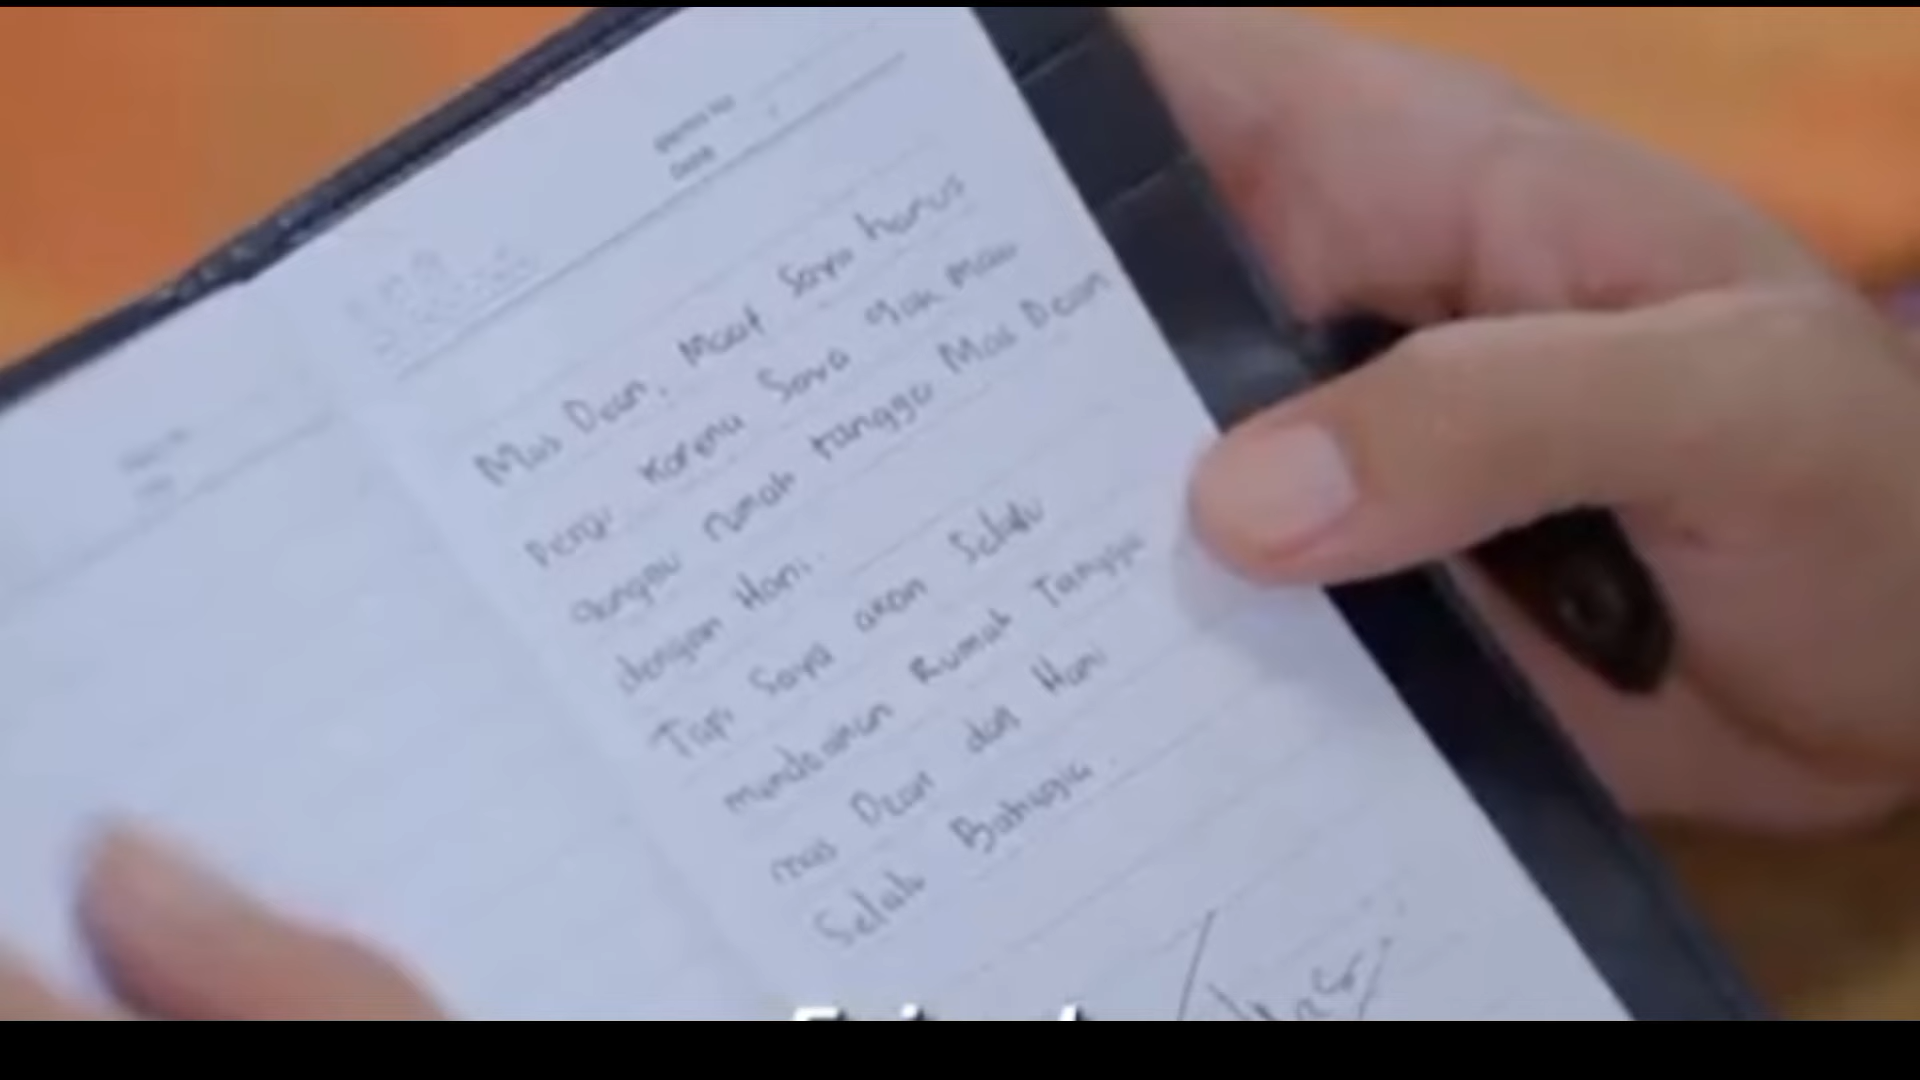 Mas Dean, Maaf Saya harus
Pergi Karena Saya gak mau
ganggu rumah tangga Mas Dean
dengan Hani.
Tapi Saya akan Selalu
mendoakan Rumah Tangga
mas Dean dan Hani
Selalu Bahagia.